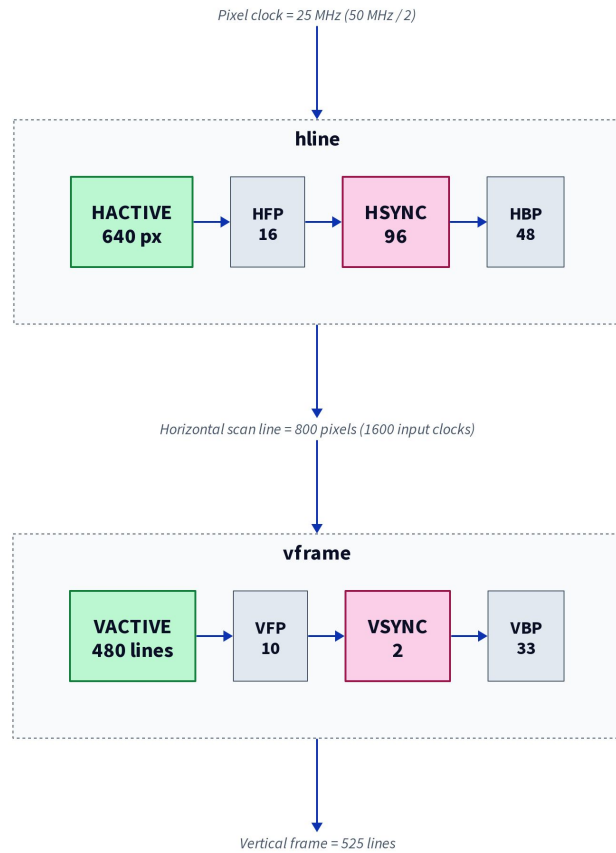 Pixel clock = 25 MHz (50 MHz / 2)
hline
HACTIVE
640 px
HFP
16
HSYNC
96
HBP
48
Horizontal scan line = 800 pixels (1600 input clocks)
vframe
VACTIVE
480 lines
VFP
10
VSYNC
2
VBP
33
Vertical frame = 525 lines